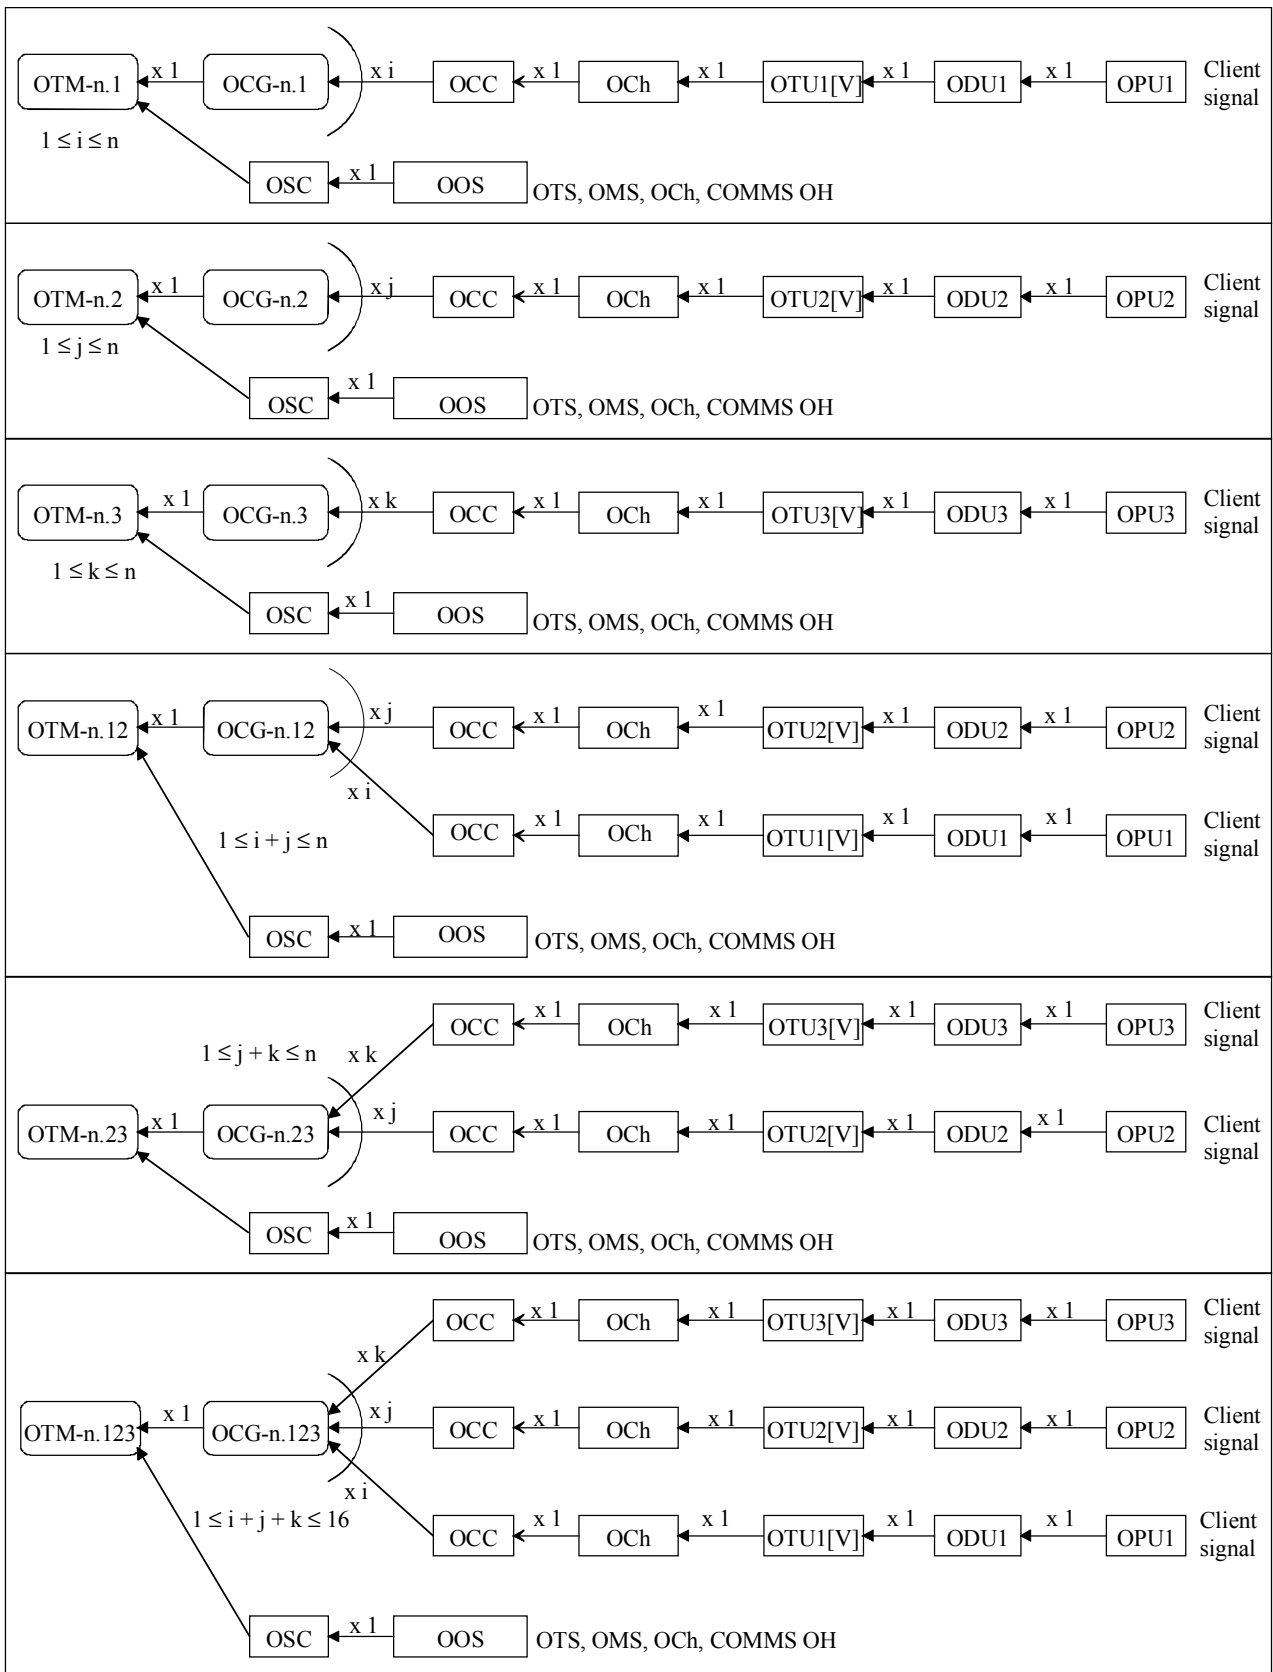 OTM-n.1 x 1 OCG-n.1 x i OCC x 1 OCh x 1 OTU1[V] x 1 ODU1 x 1 OPU1 Client signal
1 ≤ i ≤ n
OSC x 1 OOS OTS, OMS, OCh, COMMS OH
OTM-n.2 x 1 OCG-n.2 x j OCC x 1 OCh x 1 OTU2[V] x 1 ODU2 x 1 OPU2 Client signal
1 ≤ j ≤ n
OSC x 1 OOS OTS, OMS, OCh, COMMS OH
OTM-n.3 x 1 OCG-n.3 x k OCC x 1 OCh x 1 OTU3[V] x 1 ODU3 x 1 OPU3 Client signal
1 ≤ k ≤ n
OSC x 1 OOS OTS, OMS, OCh, COMMS OH
OTM-n.12 x 1 OCG-n.12 x j OCC x 1 OCh x 1 OTU2[V] x 1 ODU2 x 1 OPU2 Client signal
x i OCC x 1 OCh x 1 OTU1[V] x 1 ODU1 x 1 OPU1 Client signal
1 ≤ i + j ≤ n
OSC x 1 OOS OTS, OMS, OCh, COMMS OH
OCC x 1 OCh x 1 OTU3[V] x 1 ODU3 x 1 OPU3 Client signal
1 ≤ j + k ≤ n x k
OTM-n.23 x 1 OCG-n.23 x j OCC x 1 OCh x 1 OTU2[V] x 1 ODU2 x 1 OPU2 Client signal
OSC x 1 OOS OTS, OMS, OCh, COMMS OH
OCC x 1 OCh x 1 OTU3[V] x 1 ODU3 x 1 OPU3 Client signal
x k
OTM-n.123 x 1 OCG-n.123 x j OCC x 1 OCh x 1 OTU2[V] x 1 ODU2 x 1 OPU2 Client signal
x i
1 ≤ i + j + k ≤ 16
OCC x 1 OCh x 1 OTU1[V] x 1 ODU1 x 1 OPU1 Client signal
OSC x 1 OOS OTS, OMS, OCh, COMMS OH